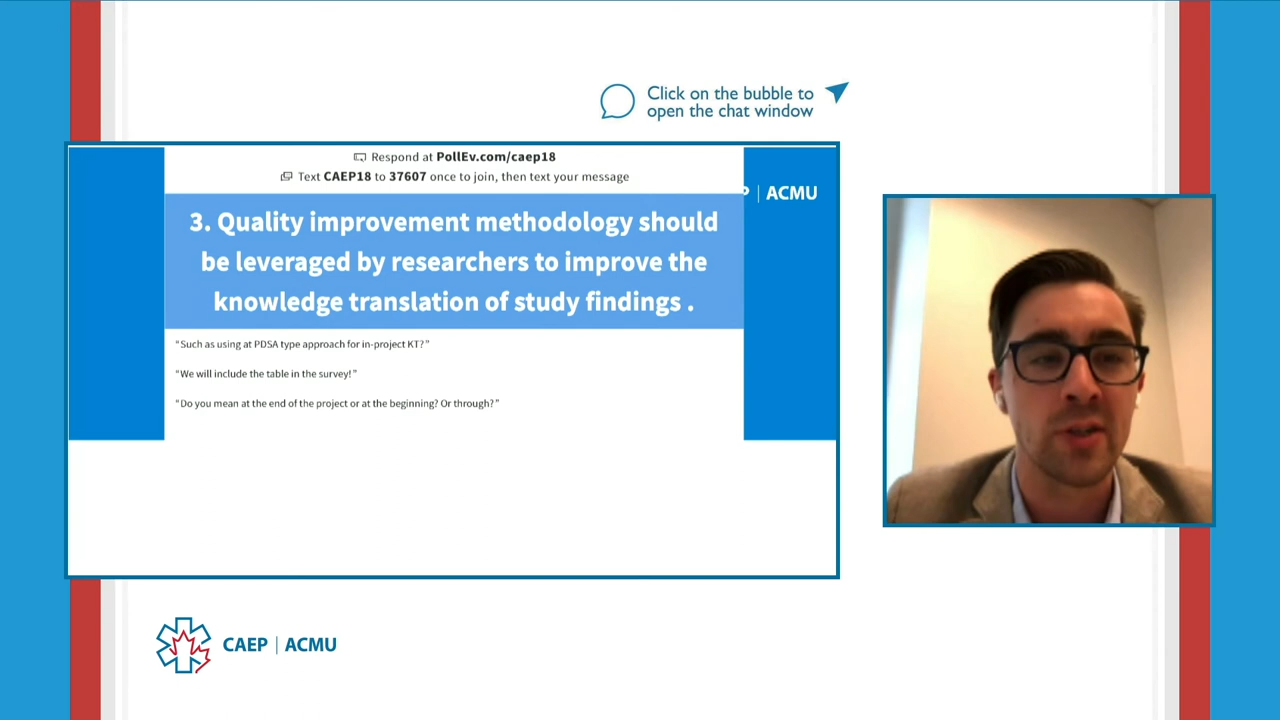 Click on the bubble to
open the chat window
Respond at PollEv.com/caep18
Text CAEP18 to 37607 once to join, then text your message
| ACMU
3. Quality improvement methodology should
be leveraged by researchers to improve the
knowledge translation of study findings .
"Such as using at PDSA type approach for in-project KT?"
"We will include the table in the survey!"
"Do you mean at the end of the project or at the beginning? Or through?"
CAEP | ACMU